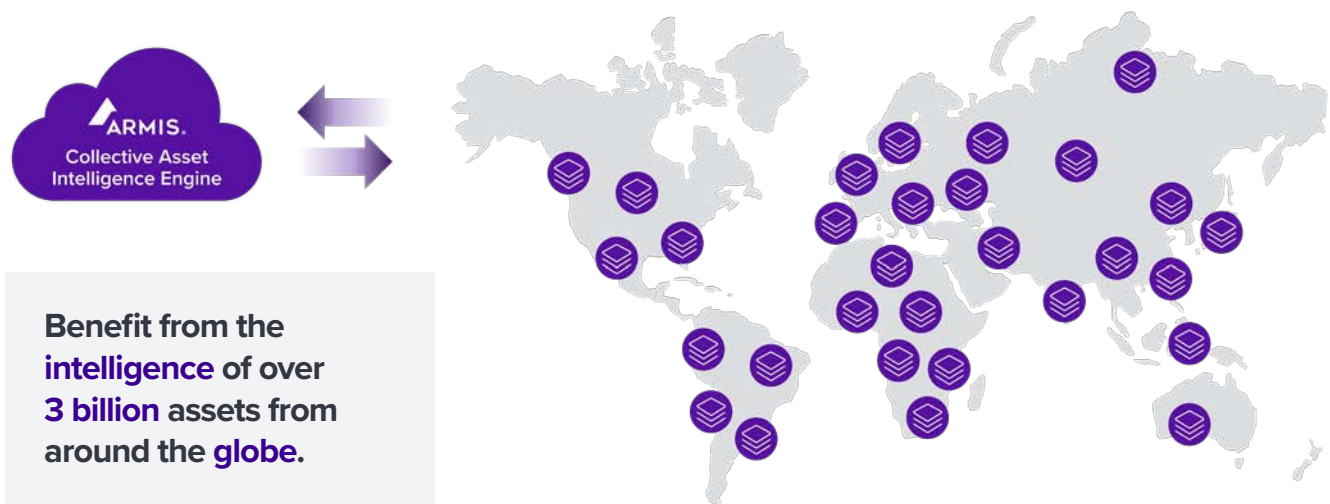 ARMIS.
Collective Asset
Intelligence Engine
Benefit from the
intelligence of over
3 billion assets from
around the globe.